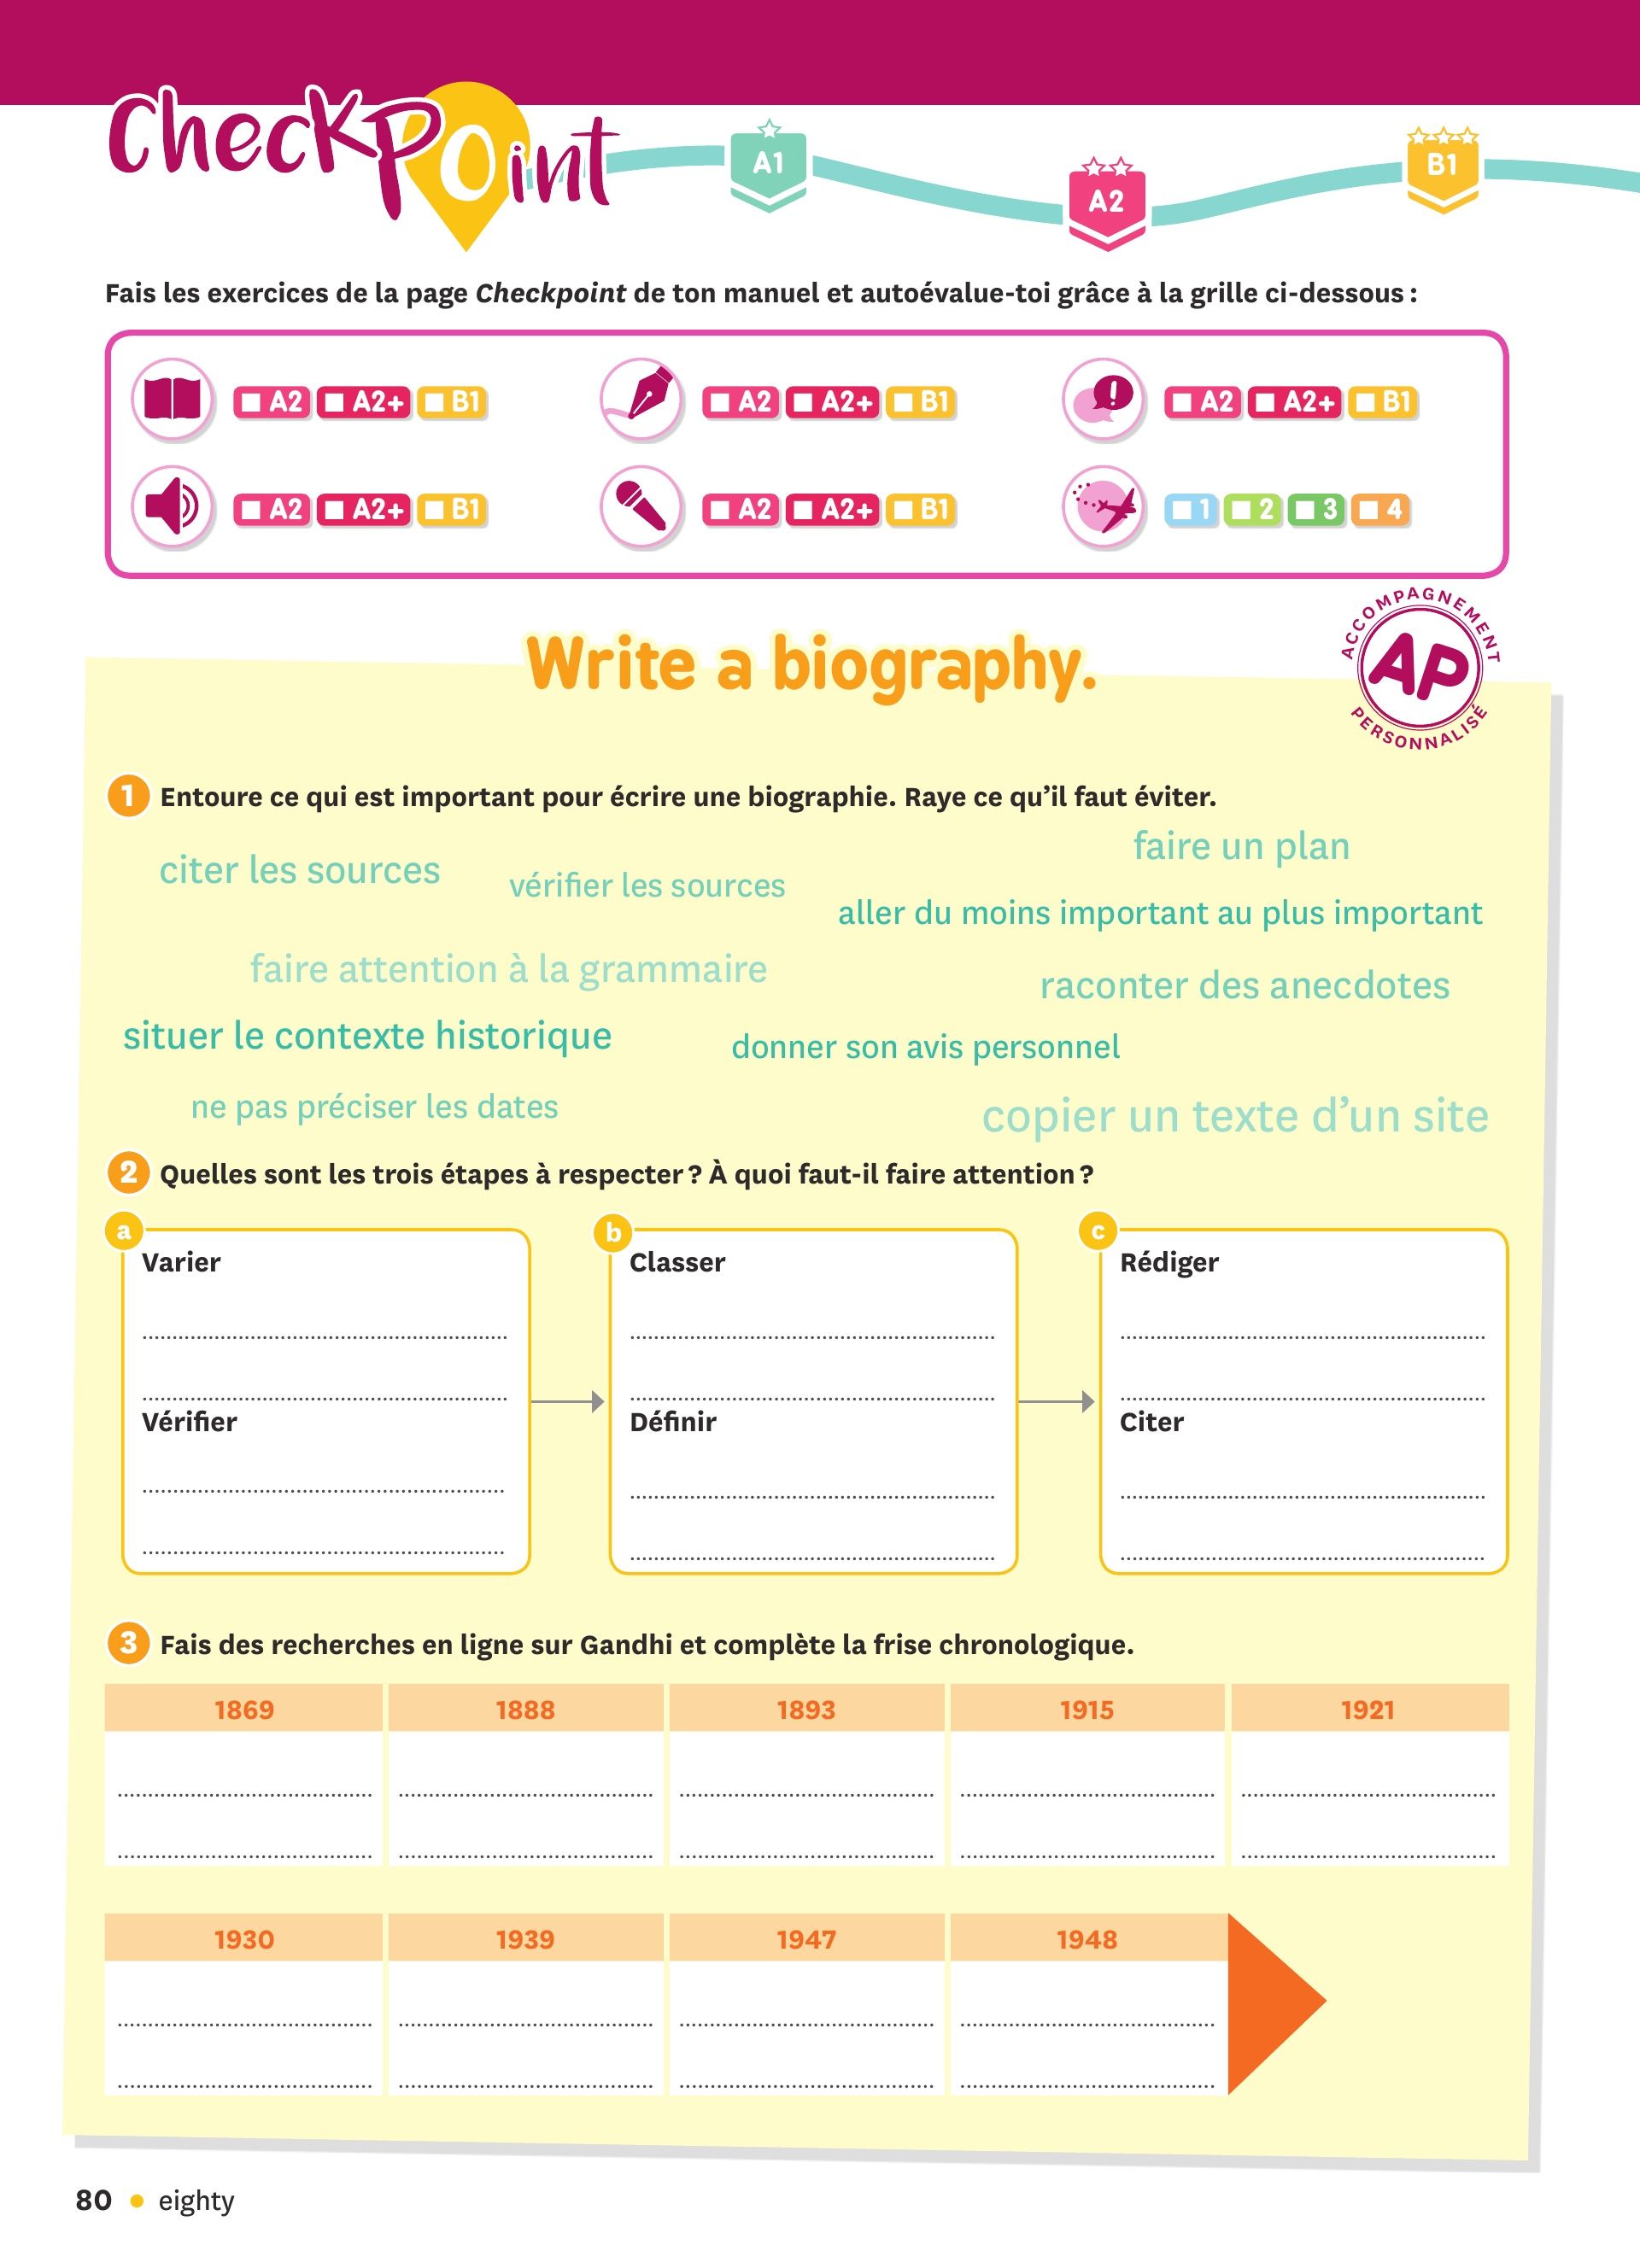 CheckPoint
A1
A2
B1
Fais les exercices de la page Checkpoint de ton manuel et autoévalue-toi grâce à la grille ci-dessous :
A2 A2+ B1
A2 A2+ B1
A2 A2+ B1
A2 A2+ B1
A2 A2+ B1
1 2 3 4
ACCOMPAGNEMENT
AP
PERSONNALISÉ
Write a biography.
1 Entoure ce qui est important pour écrire une biographie. Raye ce qu'il faut éviter.
faire un plan
citer les sources
vérifier les sources
aller du moins important au plus important
faire attention à la grammaire
raconter des anecdotes
situer le contexte historique
donner son avis personnel
ne pas préciser les dates
copier un texte d'un site
2 Quelles sont les trois étapes à respecter ? À quoi faut-il faire attention ?
a
Varier
Vérifier
b
Classer
Définir
c
Rédiger
Citer
3 Fais des recherches en ligne sur Gandhi et complète la frise chronologique.
1869 1888 1893 1915 1921
1930 1939 1947 1948
80 • eighty